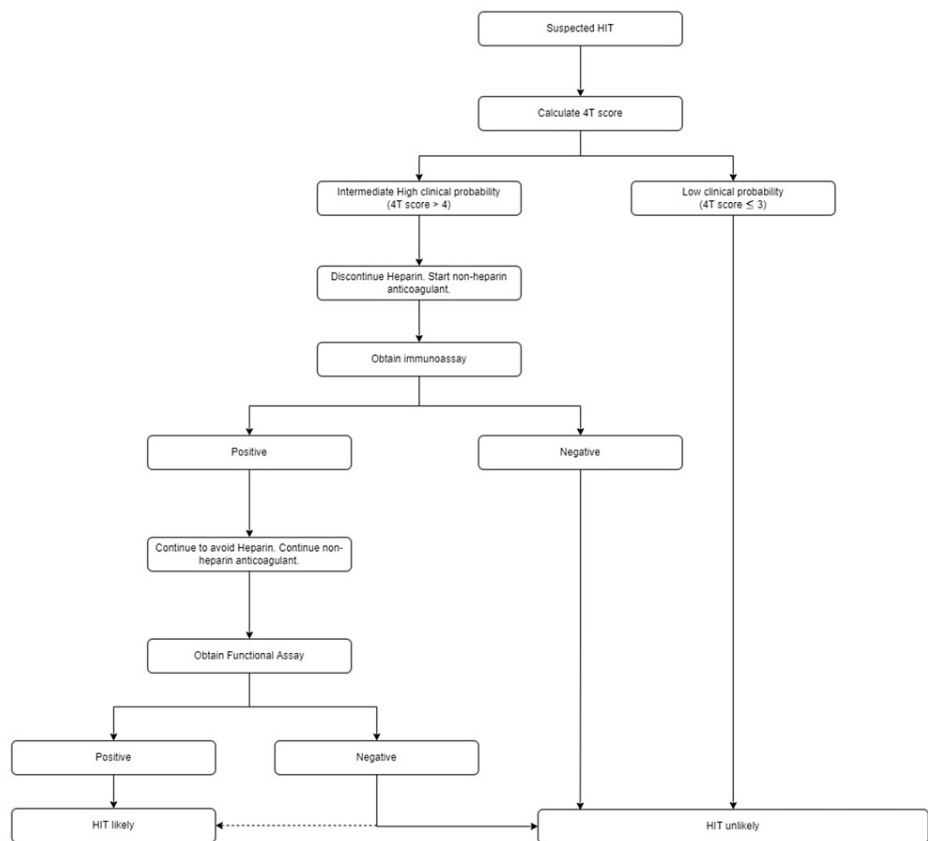 Suspected HIT
Calculate 4T score
Intermediate High clinical probability
(4T score > 4)
Low clinical probability
(4T score ≤ 3)
Discontinue Heparin. Start non-heparin
anticoagulant.
Obtain immunoassay
Positive
Negative
Continue to avoid Heparin. Continue non-
heparin anticoagulant.
Obtain Functional Assay
Positive
Negative
HIT likely
HIT unlikely